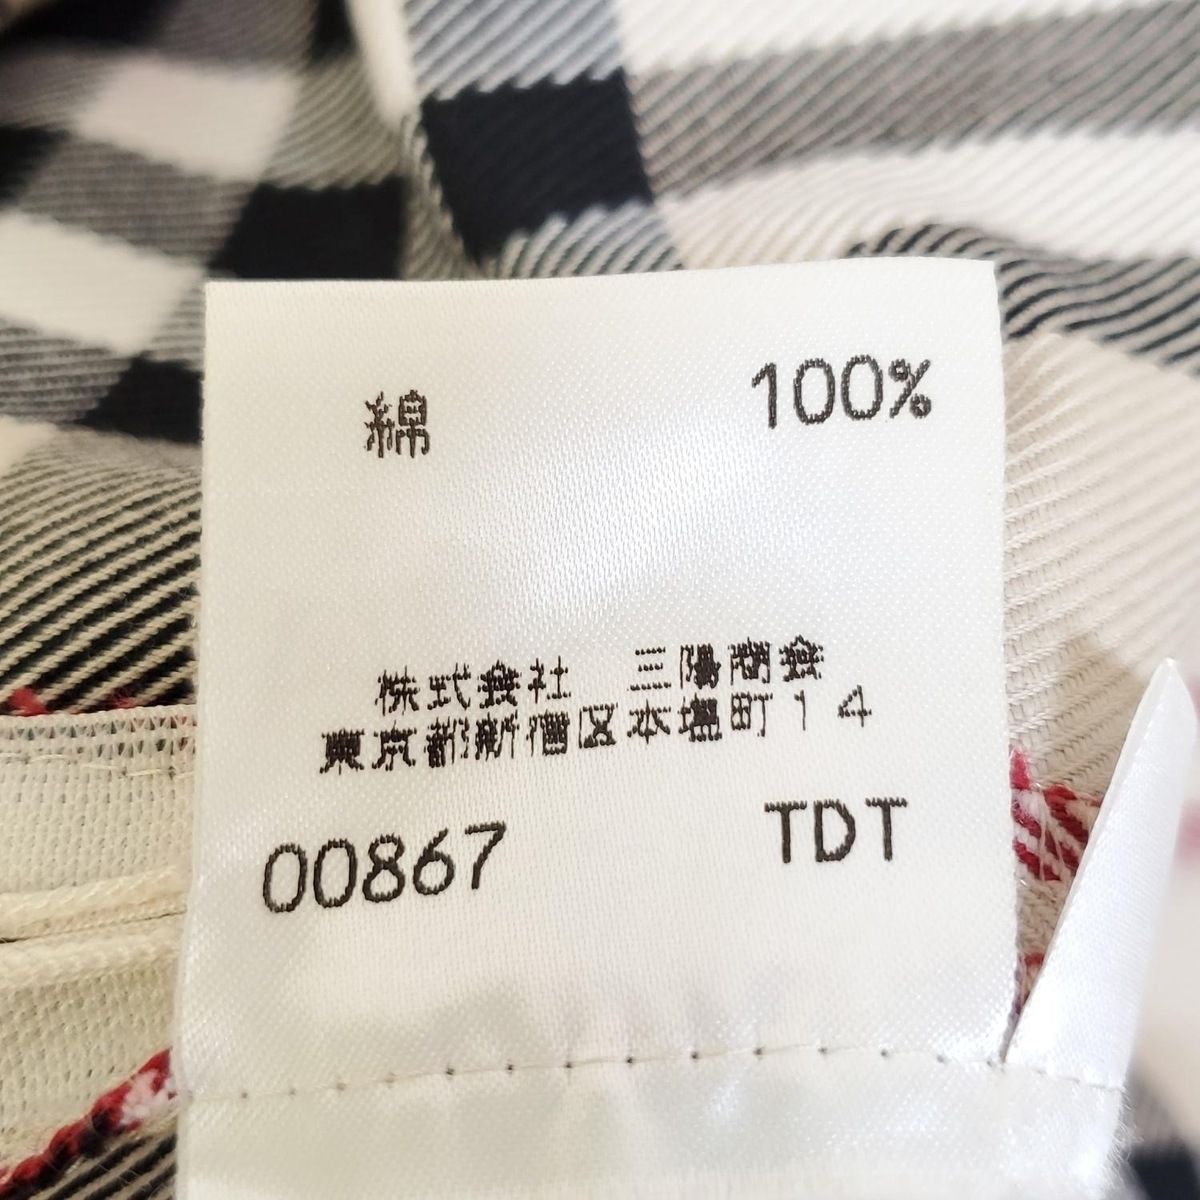 綿 100%
株式会社 三陽商会
東京都新宿区本塩町14
00867 TDT